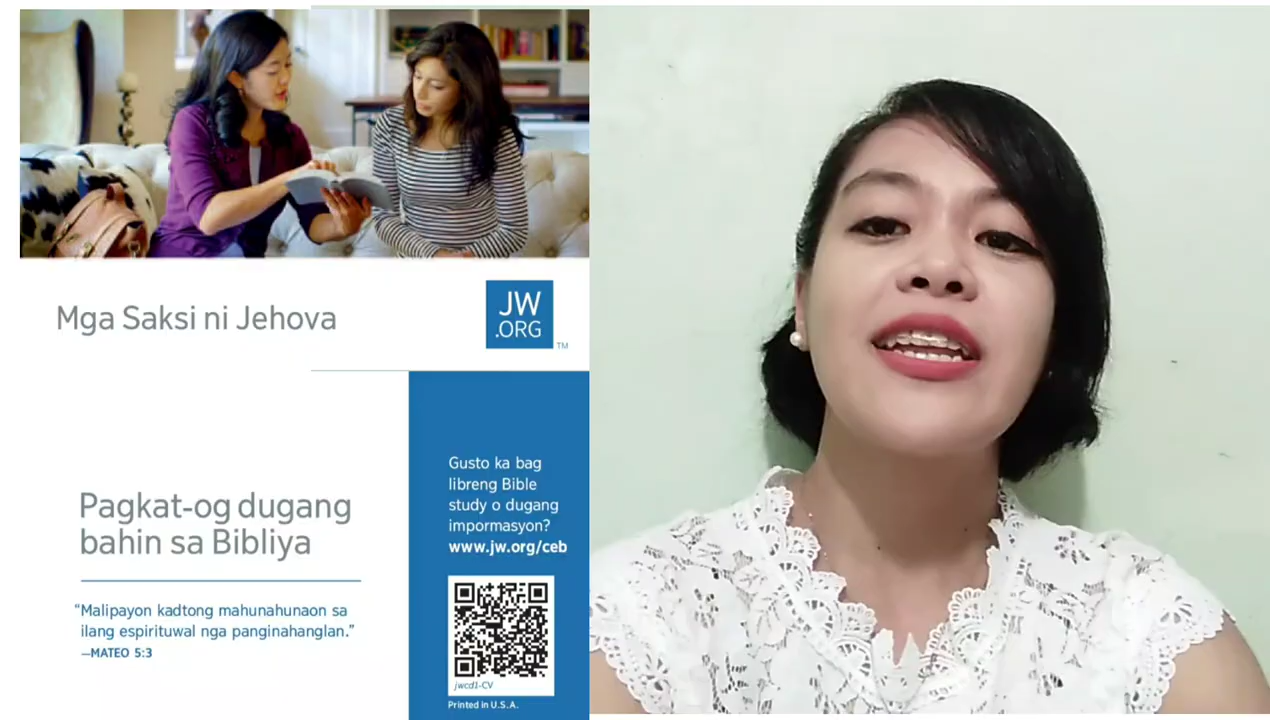 Mga Saksi ni Jehova
JW
.ORG
TM
Pagkat-og dugang
bahin sa Bibliya
“Malipayon kadtong mahunahunaon sa
ilang espirituwal nga panginahanglan.”
—MATEO 5:3
Gusto ka bag
libreng Bible
study o dugang
impormasyon?
www.jw.org/ceb
jwcd1-CV
Printed in U.S.A.